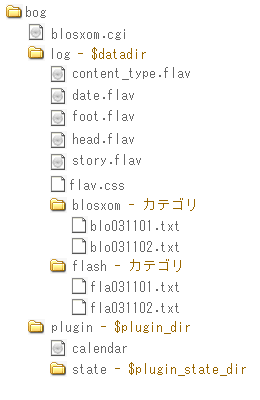 bog
blosxom.cgi
log - $datadir
content_type.flav
date.flav
foot.flav
head.flav
story.flav
flav.css
blosxom - カテゴリ
blo031101.txt
blo031102.txt
flash - カテゴリ
fla031101.txt
fla031102.txt
plugin - $plugin_dir
calendar
state - $plugin_state_dir